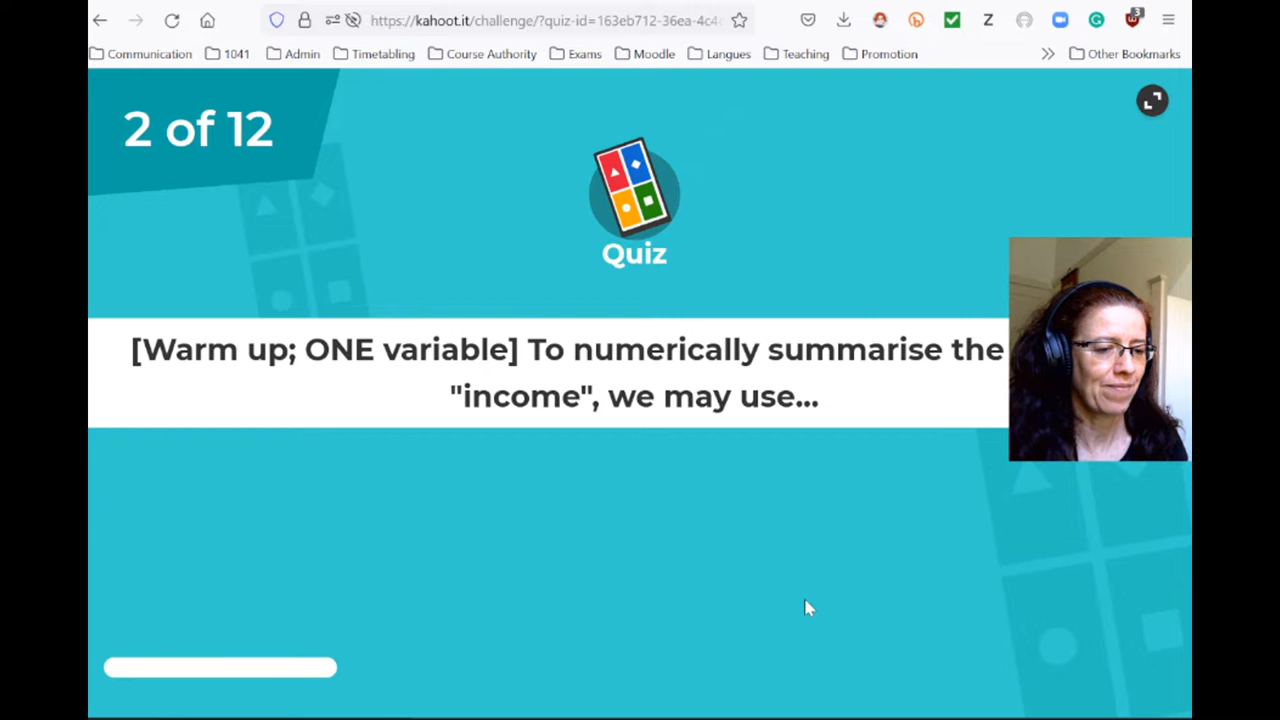 https://kahoot.it/challenge/?quiz-id=163eb712-36ea-4c4
3
Communication 1041 Admin Timetabling Course Authority Exams Moodle Langues Teaching Promotion Other Bookmarks
2 of 12
Quiz
[Warm up; ONE variable] To numerically summarise the
"income", we may use...